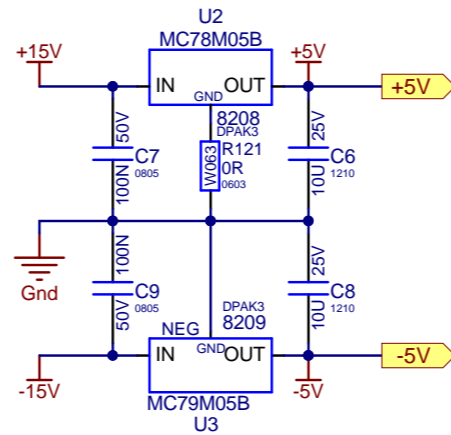 U2
MC78M05B
+15V
+5V
IN
OUT
+5V
GND
8208
DPAK3
50V
C7
0805
100N
W063
R121
0R
0603
25V
C6
1210
10U
Gnd
100N
C9
0805
50V
25V
C8
1210
10U
DPAK3
8209
NEG
IN
GND
OUT
-5V
-15V
-5V
MC79M05B
U3